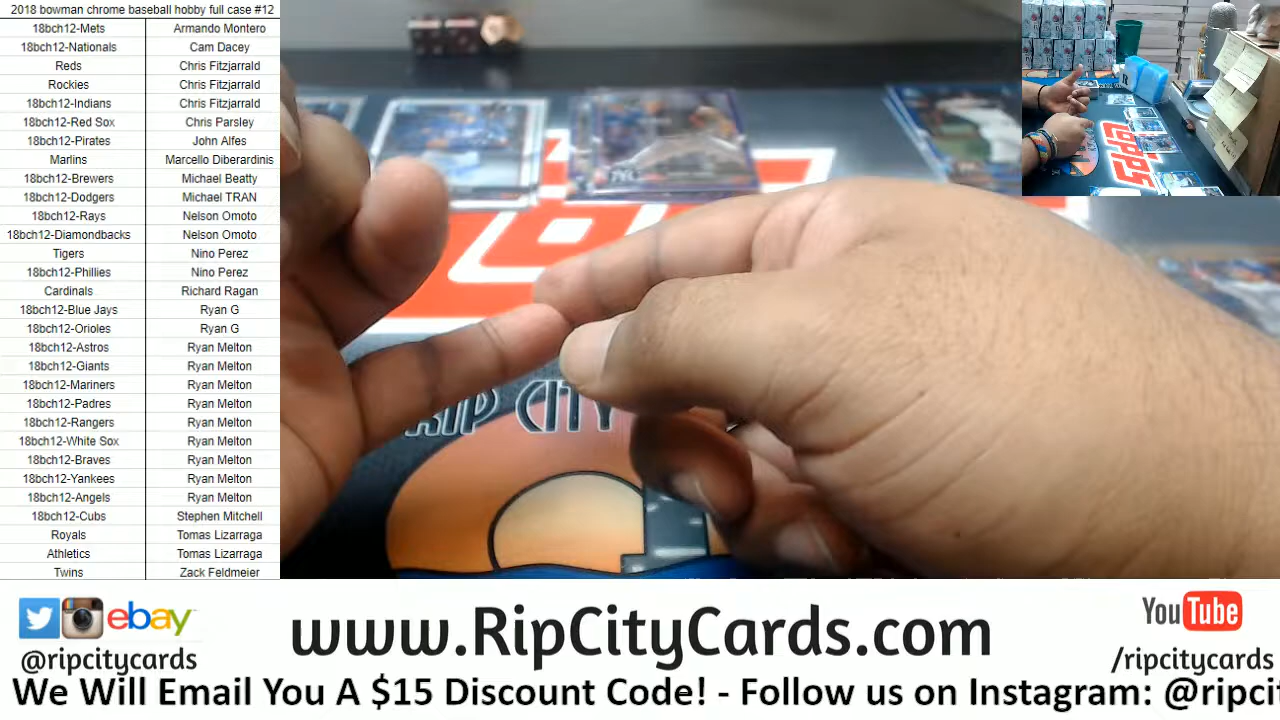 2018 bowman chrome baseball hobby full case #12
18bch12-Mets Armando Montero
18bch12-Nationals Cam Dacey
Reds Chris Fitzjarrald
Rockies Chris Fitzjarrald
18bch12-Indians Chris Fitzjarrald
18bch12-Red Sox Chris Parsley
18bch12-Pirates John Alfes
Marlins Marcello Diberardinis
18bch12-Brewers Michael Beatty
18bch12-Dodgers Michael TRAN
18bch12-Rays Nelson Omoto
18bch12-Diamondbacks Nelson Omoto
Tigers Nino Perez
18bch12-Phillies Nino Perez
Cardinals Richard Ragan
18bch12-Blue Jays Ryan G
18bch12-Orioles Ryan G
18bch12-Astros Ryan Melton
18bch12-Giants Ryan Melton
18bch12-Mariners Ryan Melton
18bch12-Padres Ryan Melton
18bch12-Rangers Ryan Melton
18bch12-White Sox Ryan Melton
18bch12-Braves Ryan Melton
18bch12-Yankees Ryan Melton
18bch12-Angels Ryan Melton
18bch12-Cubs Stephen Mitchell
Royals Tomas Lizarraga
Athletics Tomas Lizarraga
Twins Zack Feldmeier
topps
RIP CITY
ebay
@ripcitycards
www.RipCityCards.com
YouTube
/ripcitycards
We Will Email You A $15 Discount Code! - Follow us on Instagram: @ripcit